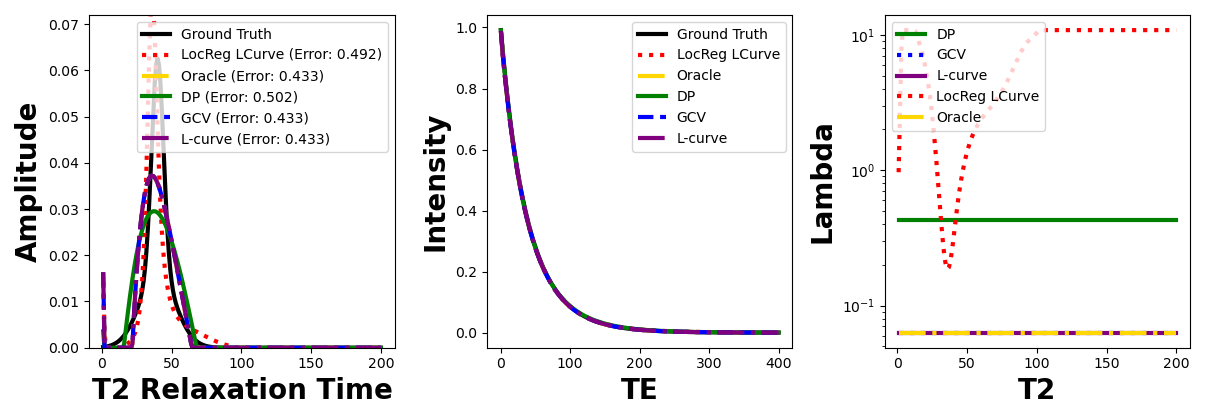 0.07
0.06
0.05
0.04
0.03
0.02
0.01
0.00
Amplitude
0
50
100
150
200
T2 Relaxation Time
Ground Truth
LocReg LCurve (Error: 0.492)
Oracle (Error: 0.433)
DP (Error: 0.502)
GCV (Error: 0.433)
L-curve (Error: 0.433)
1.0
0.8
0.6
0.4
0.2
0.0
Intensity
0
100
200
300
400
TE
Ground Truth
LocReg LCurve
Oracle
DP
GCV
L-curve
10¹
10⁰
10⁻¹
Lambda
0
50
100
150
200
T2
DP
GCV
L-curve
LocReg LCurve
Oracle